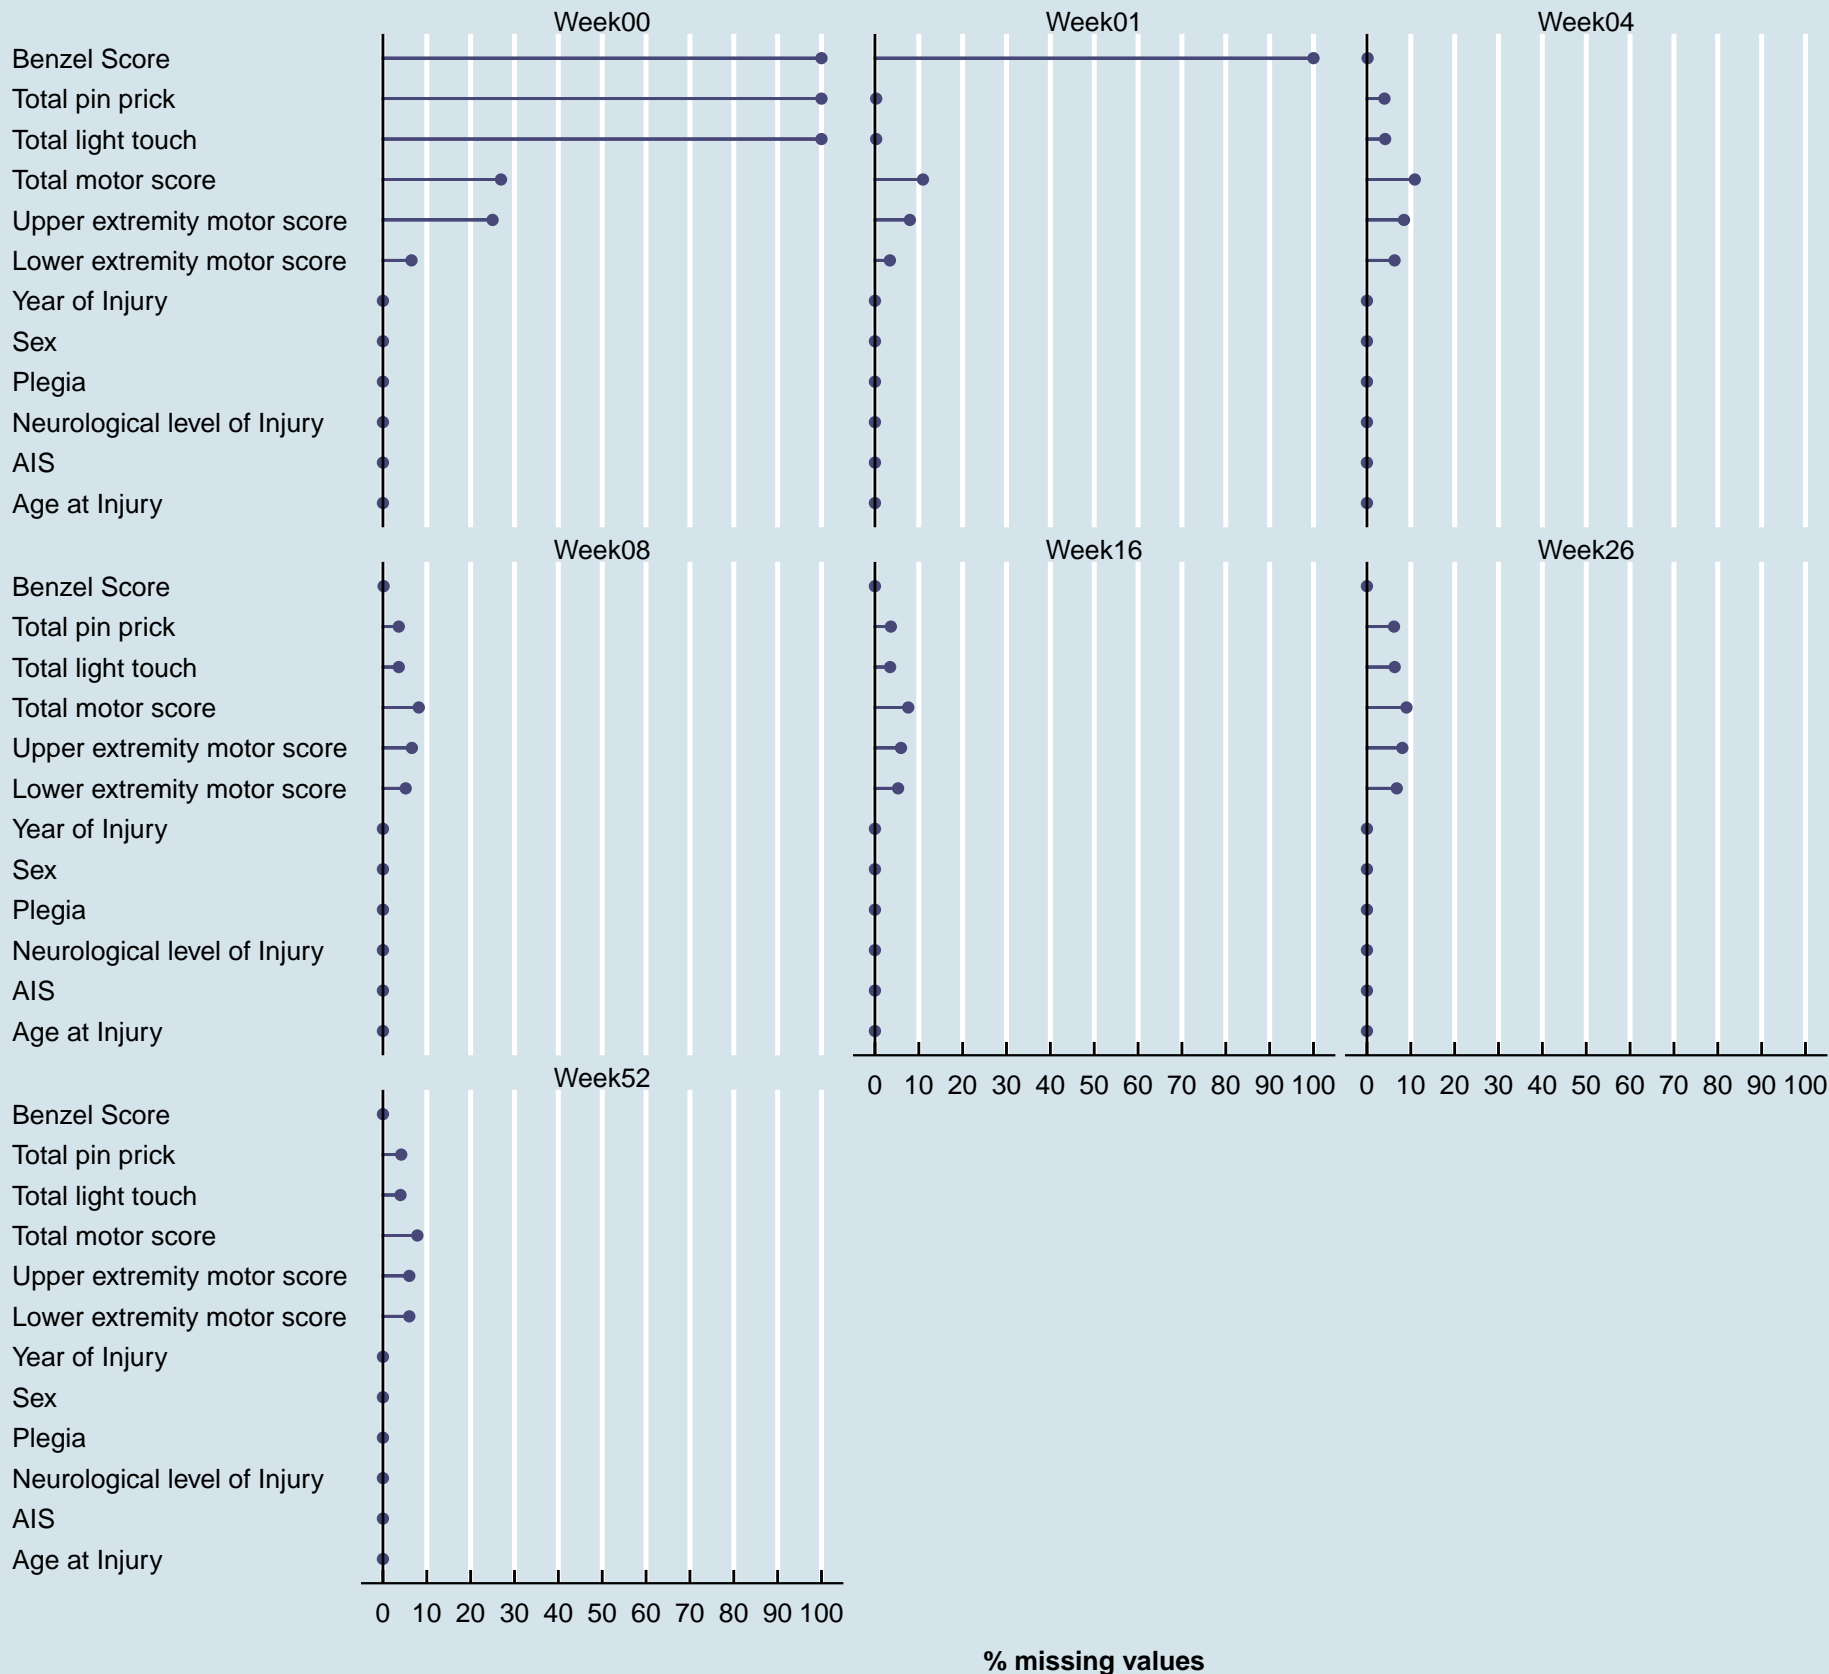 Week00 Week01 Week04
Benzel Score
Total pin prick
Total light touch
Total motor score
Upper extremity motor score
Lower extremity motor score
Year of Injury
Sex
Plegia
Neurological level of Injury
AIS
Age at Injury
Week08 Week16 Week26
Benzel Score
Total pin prick
Total light touch
Total motor score
Upper extremity motor score
Lower extremity motor score
Year of Injury
Sex
Plegia
Neurological level of Injury
AIS
Age at Injury
0 10 20 30 40 50 60 70 80 90 100 0 10 20 30 40 50 60 70 80 90 100
Week52
Benzel Score
Total pin prick
Total light touch
Total motor score
Upper extremity motor score
Lower extremity motor score
Year of Injury
Sex
Plegia
Neurological level of Injury
AIS
Age at Injury
0 10 20 30 40 50 60 70 80 90 100
% missing values